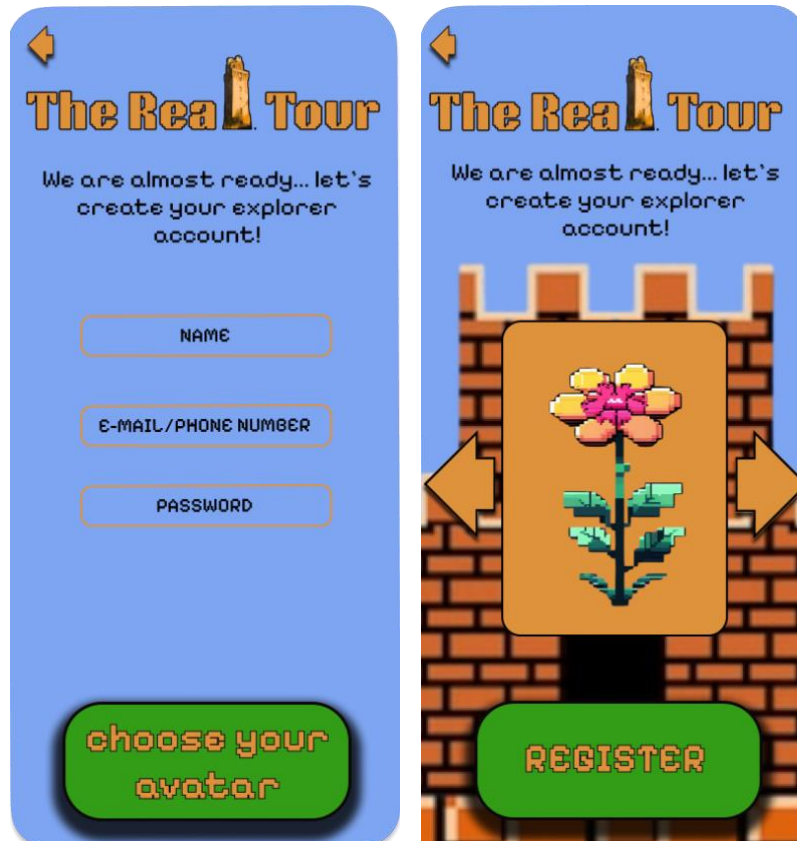 The Real Tour
We are almost ready... let's
create your explorer
account!
NAME
E-MAIL/PHONE NUMBER
PASSWORD
choose your
avatar
The Real Tour
We are almost ready... let's
create your explorer
account!
REGISTER